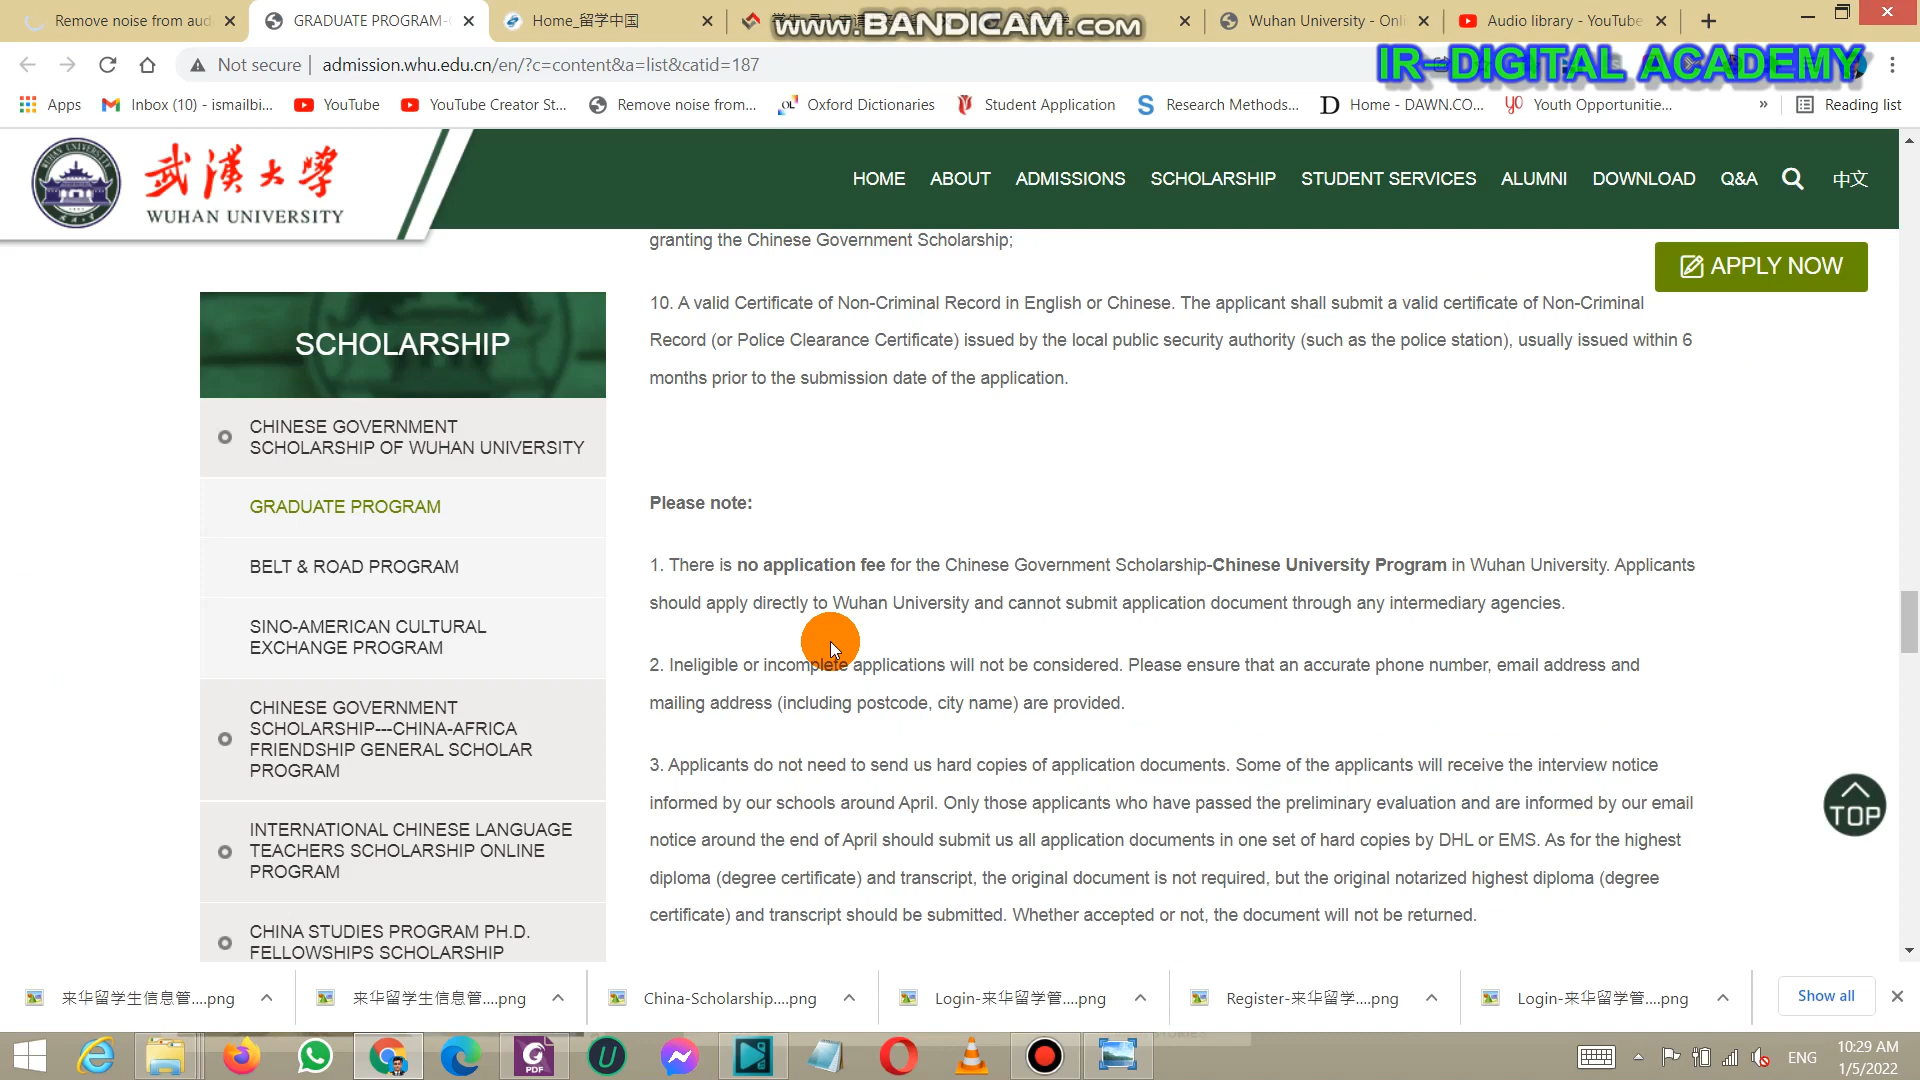 Remove noise from aud
GRADUATE PROGRAM-
Home_留学中国
Wuhan University - Onli
Audio library - YouTube
www.BANDICAM.com
Not secure
admission.whu.edu.cn/en/?c=content&a=list&catid=187
IR-DIGITAL ACADEMY
Apps
Inbox (10) - ismailbi...
YouTube
YouTube Creator St...
Remove noise from...
Oxford Dictionaries
Student Application
Research Methods...
Home - DAWN.CO...
Youth Opportunitie...
»
Reading list
武漢大學
WUHAN UNIVERSITY
HOME
ABOUT
ADMISSIONS
SCHOLARSHIP
STUDENT SERVICES
ALUMNI
DOWNLOAD
Q&A
中文
APPLY NOW
SCHOLARSHIP
CHINESE GOVERNMENT
SCHOLARSHIP OF WUHAN UNIVERSITY
GRADUATE PROGRAM
BELT & ROAD PROGRAM
SINO-AMERICAN CULTURAL
EXCHANGE PROGRAM
CHINESE GOVERNMENT
SCHOLARSHIP---CHINA-AFRICA
FRIENDSHIP GENERAL SCHOLAR
PROGRAM
INTERNATIONAL CHINESE LANGUAGE
TEACHERS SCHOLARSHIP ONLINE
PROGRAM
CHINA STUDIES PROGRAM PH.D.
FELLOWSHIPS SCHOLARSHIP
granting the Chinese Government Scholarship;
10. A valid Certificate of Non-Criminal Record in English or Chinese. The applicant shall submit a valid certificate of Non-Criminal
Record (or Police Clearance Certificate) issued by the local public security authority (such as the police station), usually issued within 6
months prior to the submission date of the application.
Please note:
1. There is no application fee for the Chinese Government Scholarship-Chinese University Program in Wuhan University. Applicants
should apply directly to Wuhan University and cannot submit application document through any intermediary agencies.
2. Ineligible or incomplete applications will not be considered. Please ensure that an accurate phone number, email address and
mailing address (including postcode, city name) are provided.
3. Applicants do not need to send us hard copies of application documents. Some of the applicants will receive the interview notice
informed by our schools around April. Only those applicants who have passed the preliminary evaluation and are informed by our email
notice around the end of April should submit us all application documents in one set of hard copies by DHL or EMS. As for the highest
diploma (degree certificate) and transcript, the original document is not required, but the original notarized highest diploma (degree
certificate) and transcript should be submitted. Whether accepted or not, the document will not be returned.
TOP
来华留学生信息管....png
来华留学生信息管....png
China-Scholarship....png
Login-来华留学管....png
Register-来华留学....png
Login-来华留学管....png
Show all
PDF
ENG
10:29 AM
1/5/2022